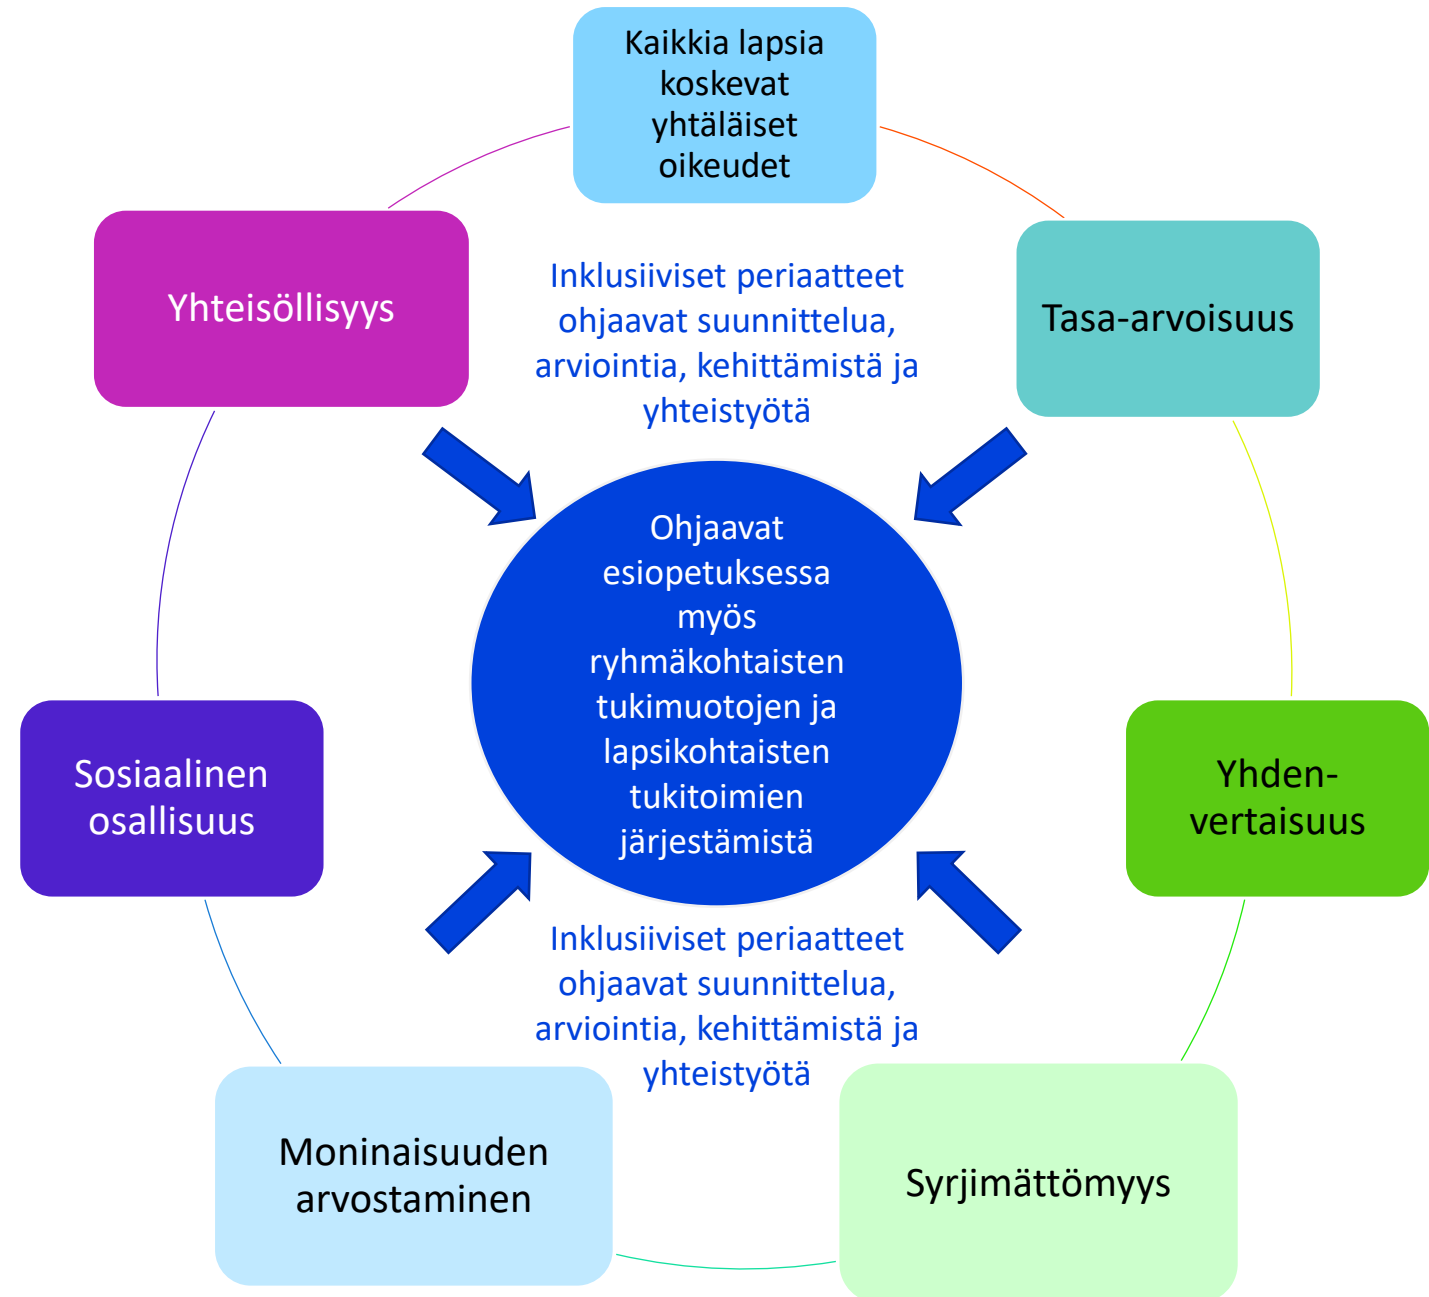 Kaikkia lapsia
koskevat
yhtäläiset
oikeudet
Yhteisöllisyys
Inklusiiviset periaatteet
ohjaavat suunnittelua,
arviointia, kehittämistä ja
yhteistyötä
Tasa-arvoisuus
Ohjaavat
esiopetuksessa
myös
ryhmäkohtaisten
tukimuotojen ja
lapsikohtaisten
tukitoimien
järjestämistä
Sosiaalinen
osallisuus
Yhden-
vertaisuus
Inklusiiviset periaatteet
ohjaavat suunnittelua,
arviointia, kehittämistä ja
yhteistyötä
Moninaisuuden
arvostaminen
Syrjimättömyys